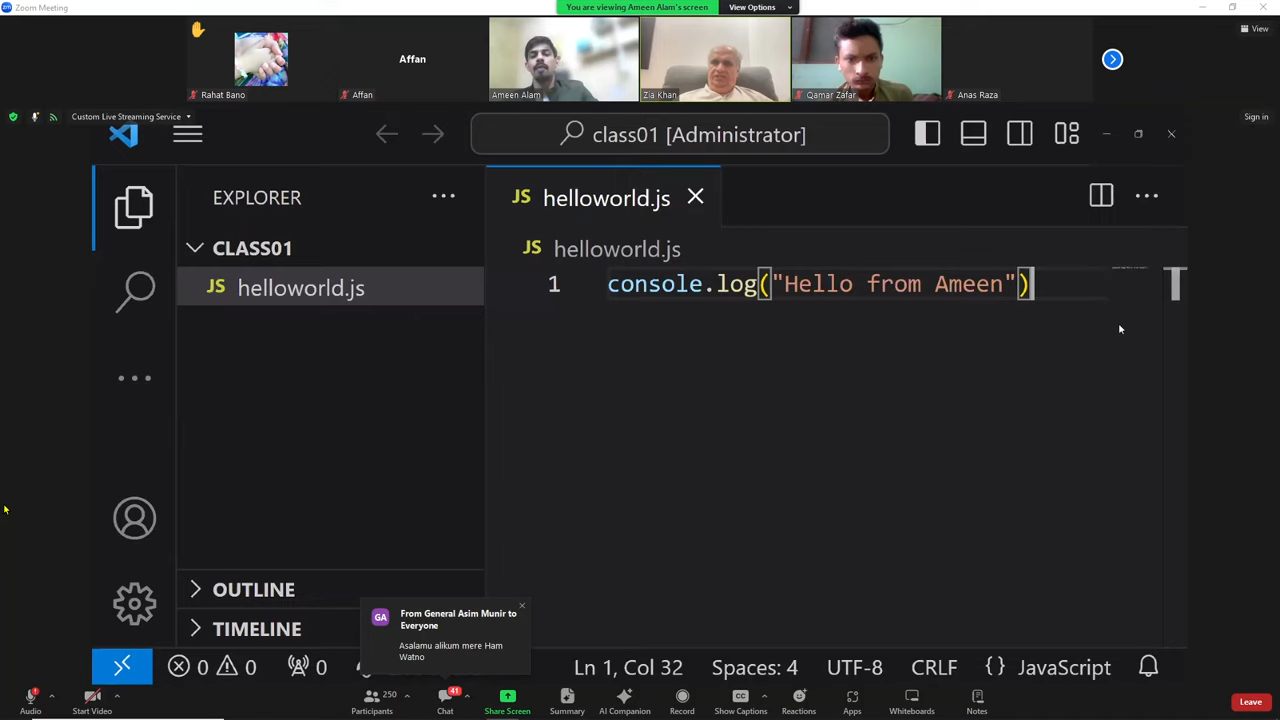 Zoom Meeting
You are viewing Ameen Alam's screen
View Options
View
Rahat Bano
Affan
Affan
Ameen Alam
Zia Khan
Qamar Zafar
Anas Raza
Custom Live Streaming Service
Sign in
class01 [Administrator]
EXPLORER
JS helloworld.js
CLASS01
JS helloworld.js
JS helloworld.js
1 console.log("Hello from Ameen")
OUTLINE
TIMELINE
GA
From General Asim Munir to
Everyone
Asalamu alikum mere Ham
Watno
0 0 0
Ln 1, Col 32
Spaces: 4
UTF-8
CRLF
{} JavaScript
Audio
Start Video
250
Participants
41
Chat
Share Screen
Summary
AI Companion
Record
Show Captions
Reactions
Apps
Whiteboards
Notes
Leave